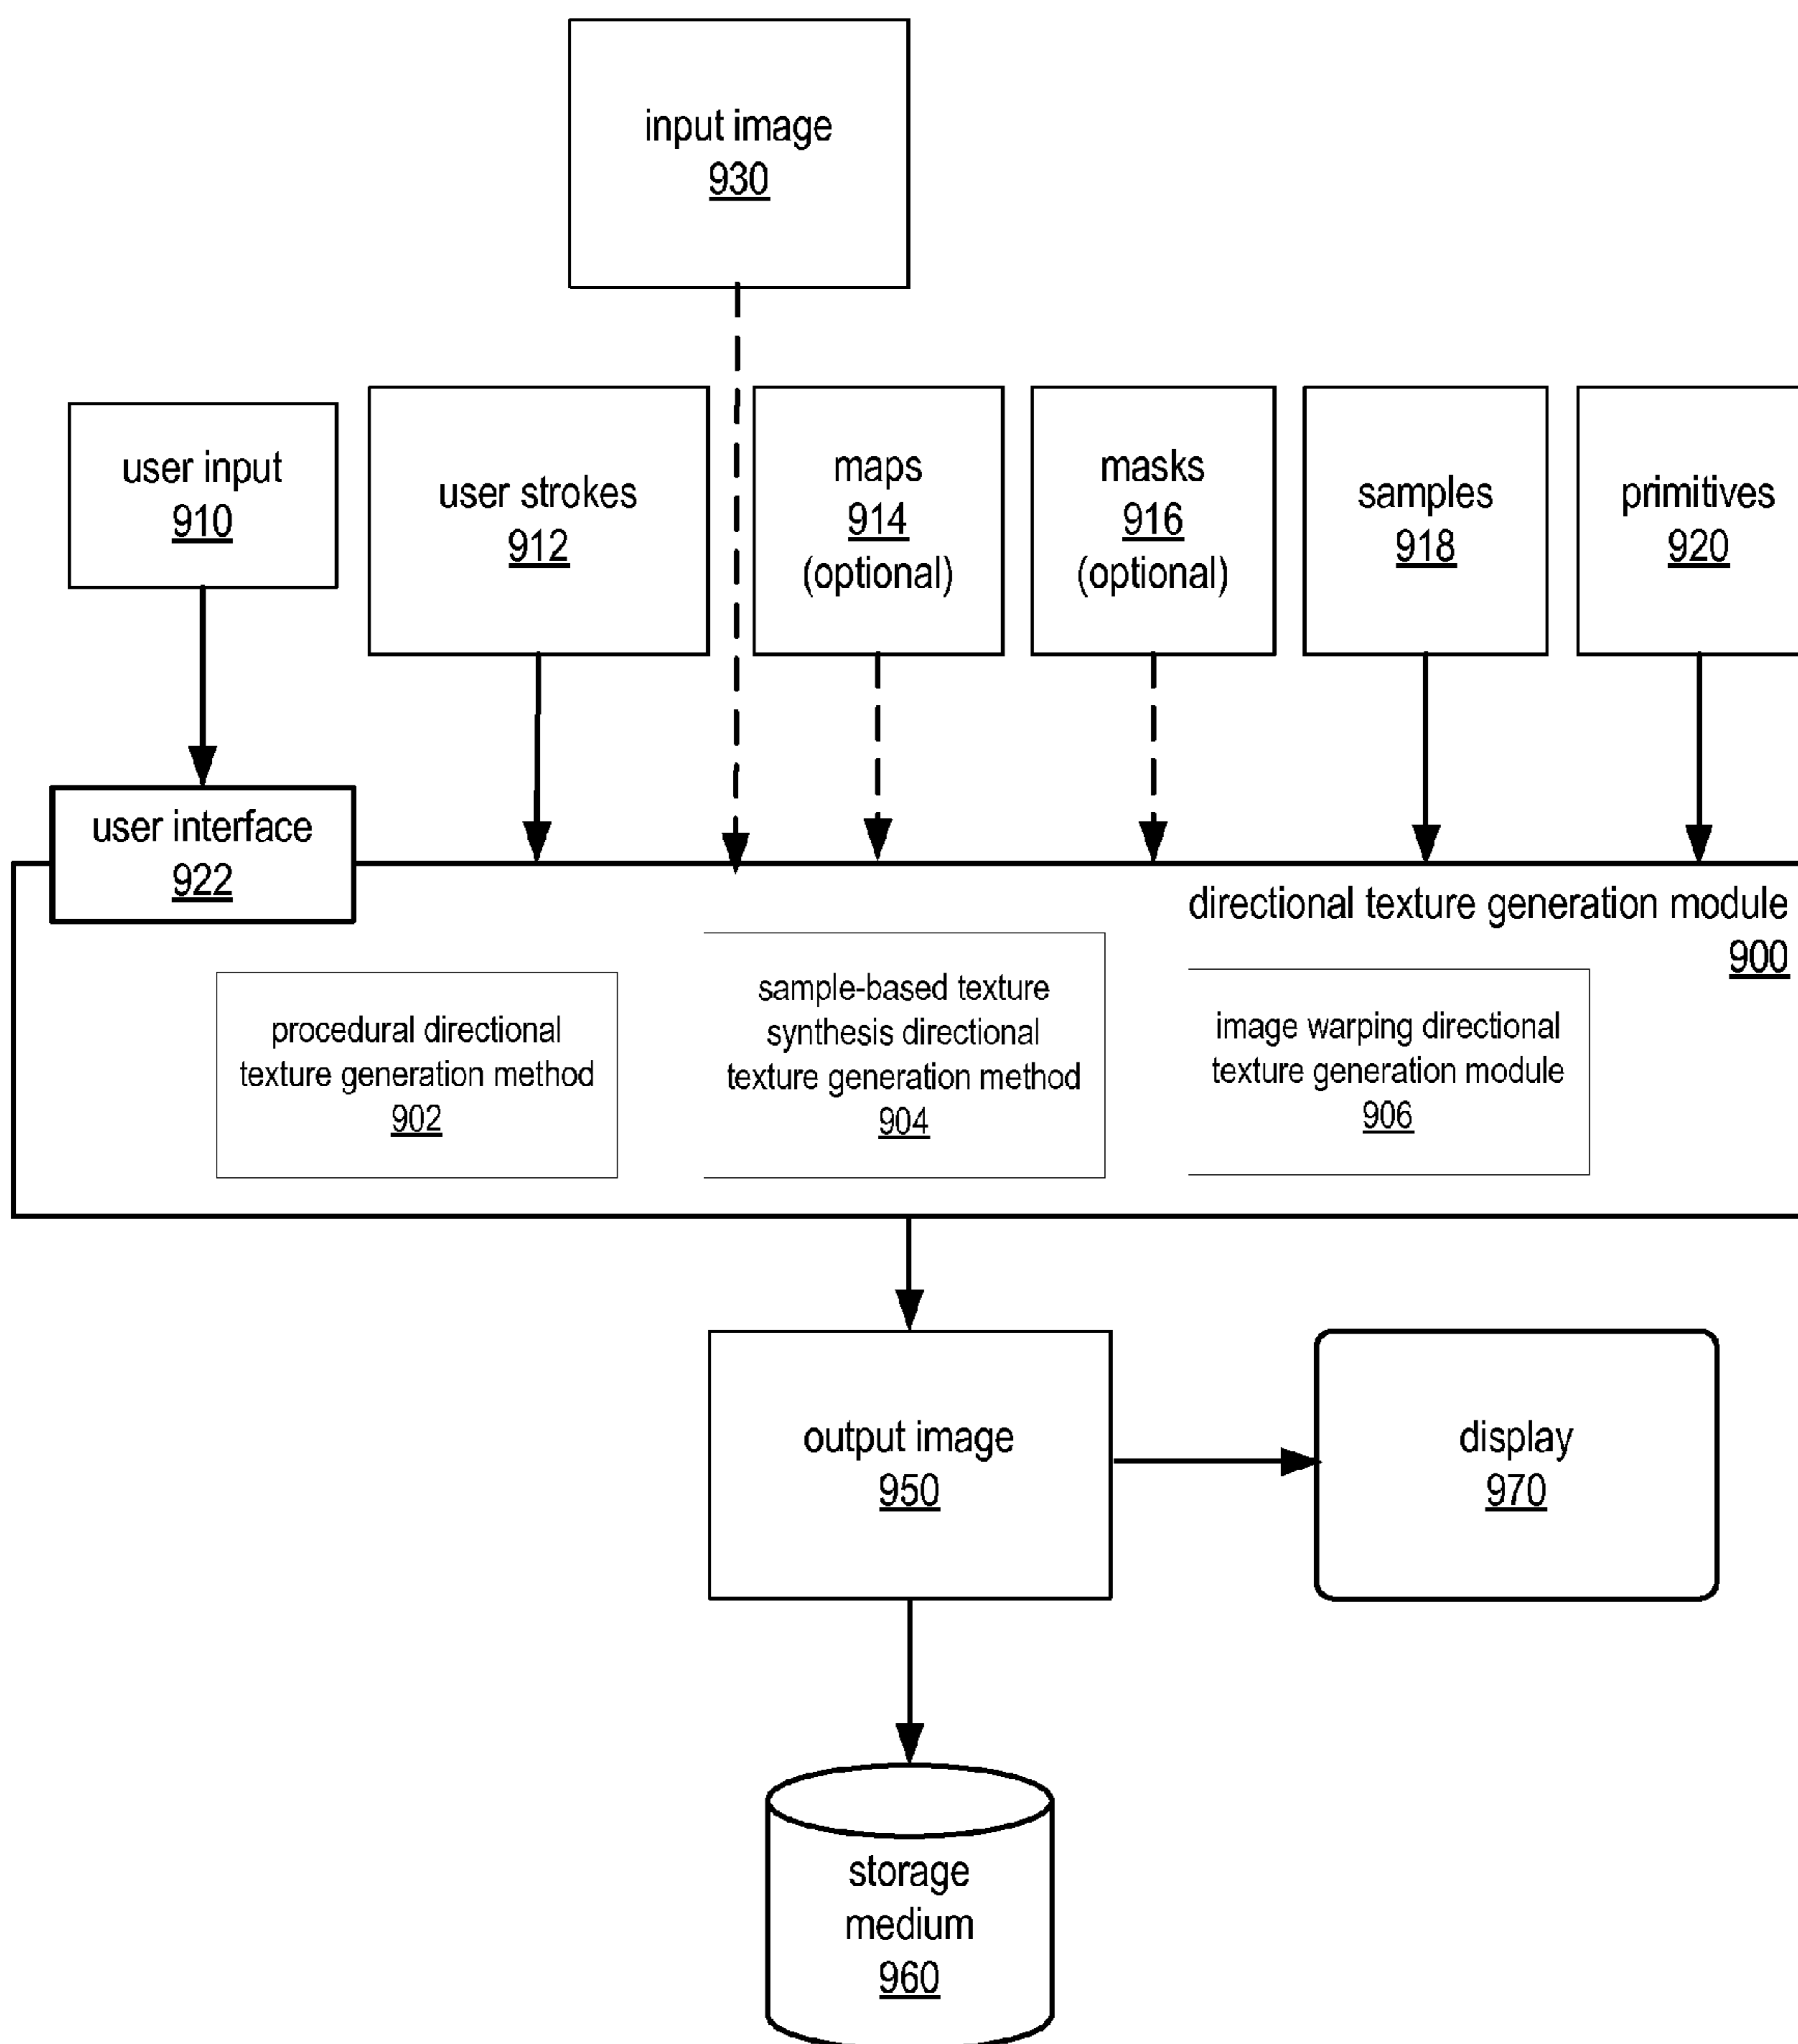 input image
930
user input
910
user strokes
912
maps
914
(optional)
masks
916
(optional)
samples
918
primitives
920
user interface
922
directional texture generation module
900
procedural directional
texture generation method
902
sample-based texture
synthesis directional
texture generation method
904
image warping directional
texture generation module
906
output image
950
display
970
storage
medium
960